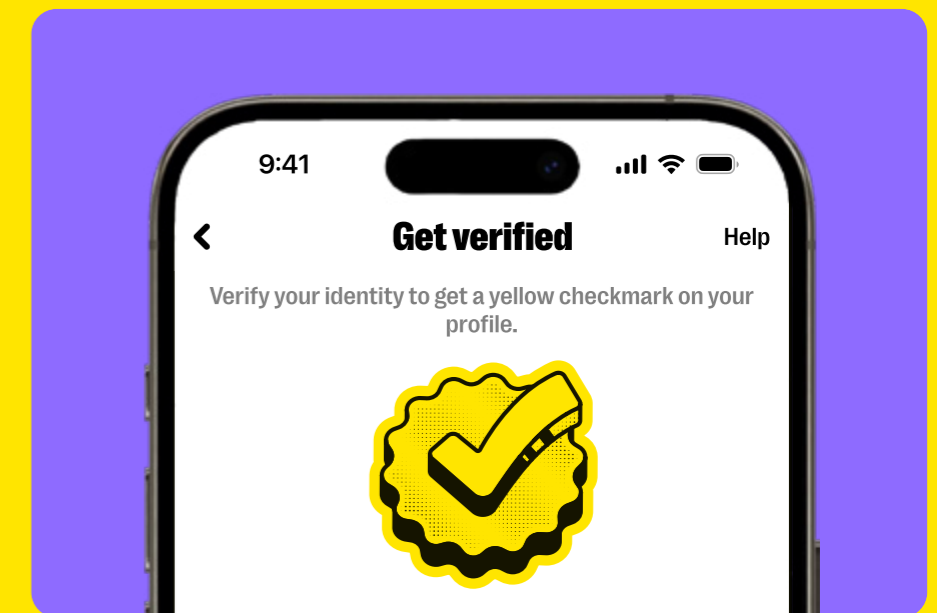 9:41
Get verified
Help
Verify your identity to get a yellow checkmark on your
profile.